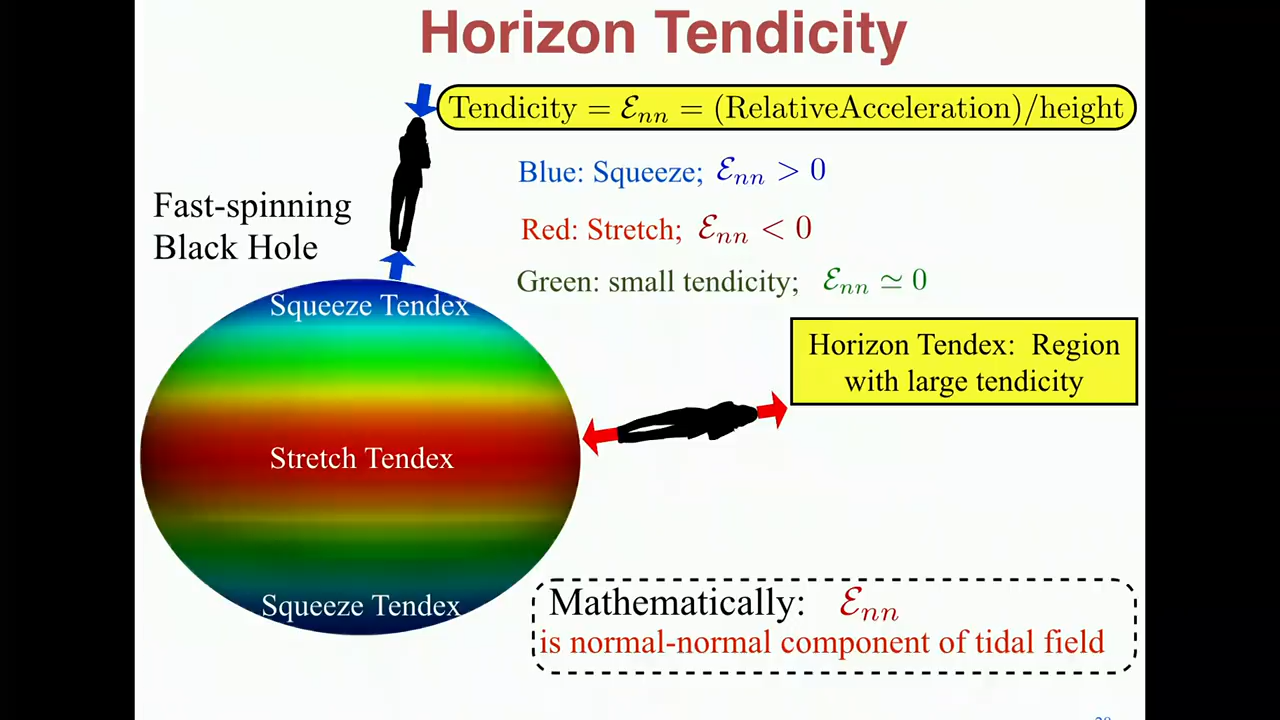 Horizon Tendicity
Tendicity = ℰₙₙ = (RelativeAcceleration)/height
Blue: Squeeze; ℰₙₙ > 0
Fast-spinning
Black Hole
Red: Stretch; ℰₙₙ < 0
Green: small tendicity; ℰₙₙ ≃ 0
Squeeze Tendex
Horizon Tendex: Region
with large tendicity
Stretch Tendex
Squeeze Tendex
Mathematically: ℰₙₙ
is normal-normal component of tidal field